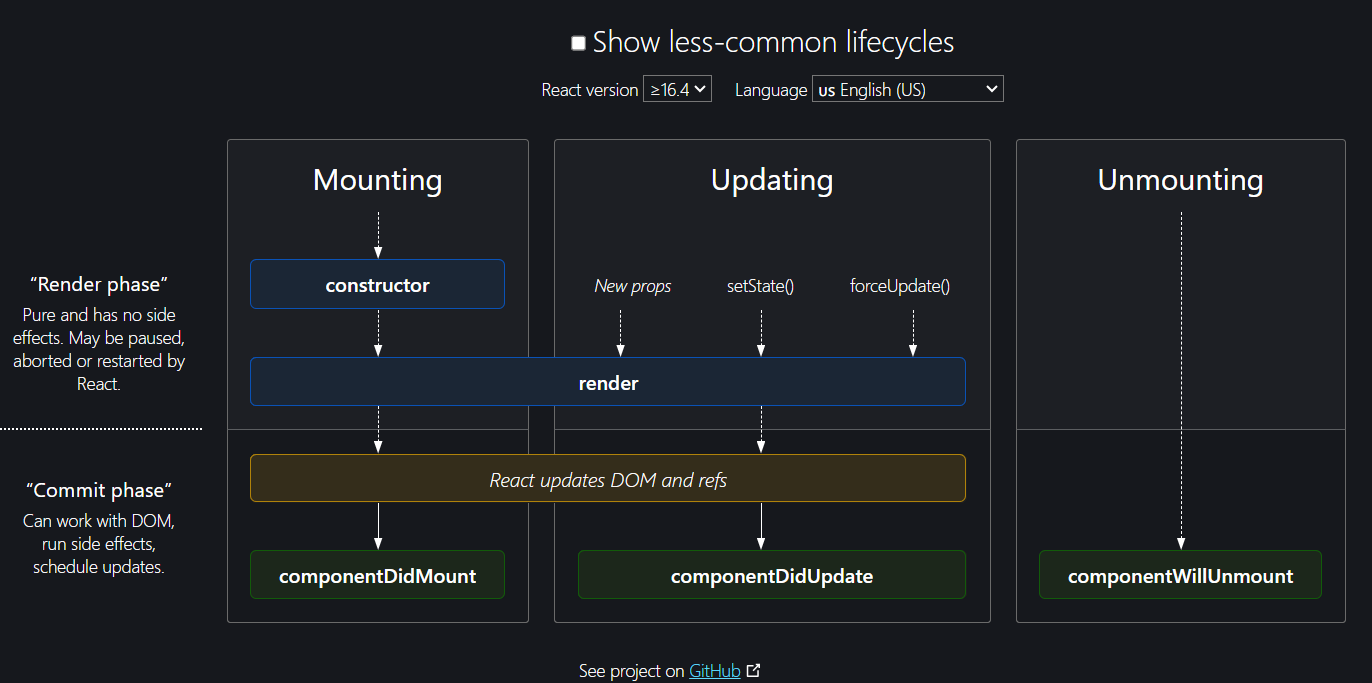 Show less-common lifecycles
React version ≥16.4 Language us English (US)
Mounting Updating Unmounting
“Render phase”
Pure and has no side
effects. May be paused,
aborted or restarted by
React.
constructor New props setState() forceUpdate()
render
“Commit phase”
Can work with DOM,
run side effects,
schedule updates.
React updates DOM and refs
componentDidMount componentDidUpdate componentWillUnmount
See project on GitHub